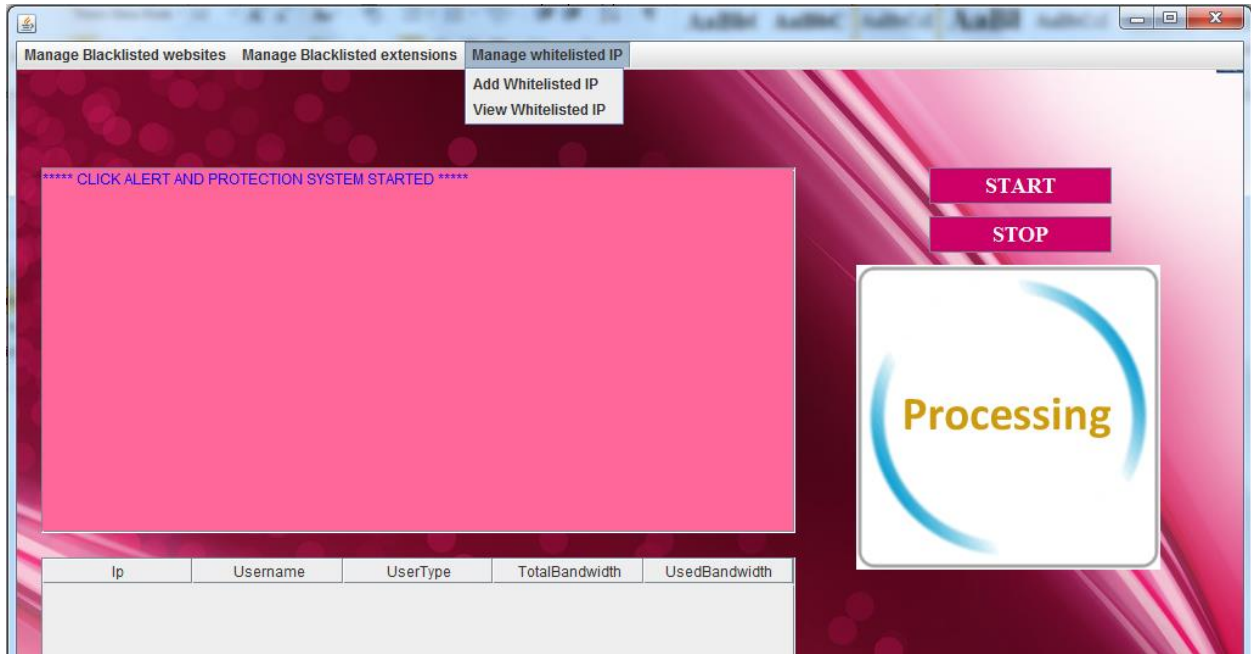 Manage Blacklisted websites Manage Blacklisted extensions Manage whitelisted IP
Add Whitelisted IP
View Whitelisted IP
***** CLICK ALERT AND PROTECTION SYSTEM STARTED *****
START
STOP
Processing
Ip Username UserType TotalBandwidth UsedBandwidth